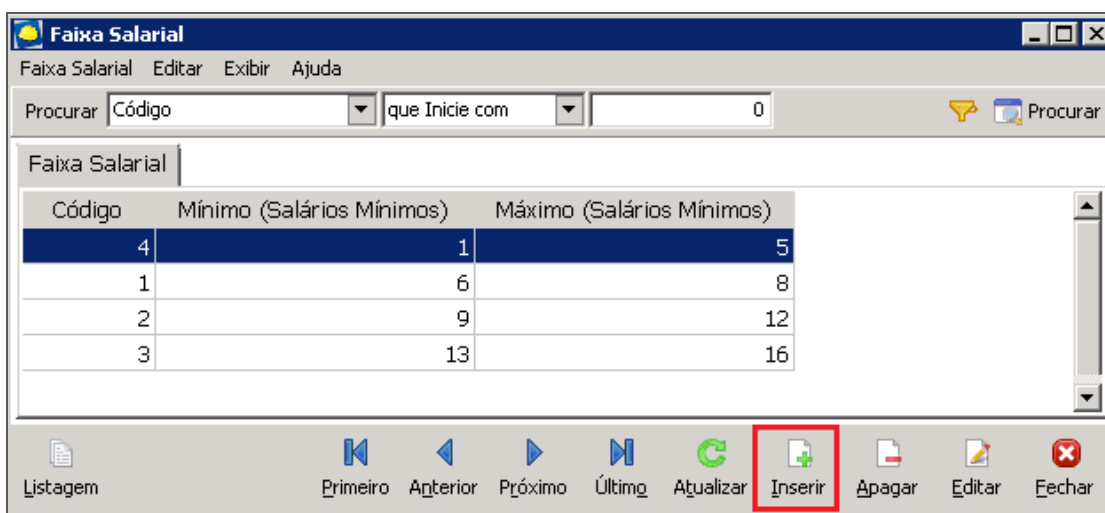 Faixa Salarial
Faixa Salarial Editar Exibir Ajuda
Procurar Código que Inicie com 0 Procurar
Faixa Salarial
Código Mínimo (Salários Mínimos) Máximo (Salários Mínimos)
4 1 5
1 6 8
2 9 12
3 13 16
Listagem Primeiro Anterior Próximo Último Atualizar Inserir Apagar Editar Fechar